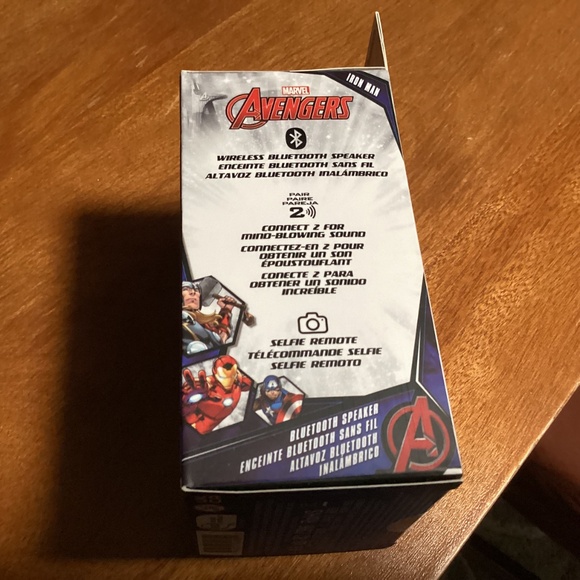 IRON MAN
MARVEL
AVENGERS
WIRELESS BLUETOOTH SPEAKER
ENCEINTE BLUETOOTH SANS FIL
ALTAVOZ BLUETOOTH INALÁMBRICO
PAIR
PAIRE
PAREJA
2
CONNECT 2 FOR
MIND-BLOWING SOUND
CONNECTEZ-EN 2 POUR
OBTENIR UN SON
ÉPOUSTOUFLANT
CONECTE 2 PARA
OBTENER UN SONIDO
INCREÍBLE
SELFIE REMOTE
TÉLÉCOMMANDE SELFIE
SELFIE REMOTO
BLUETOOTH SPEAKER
ENCEINTE BLUETOOTH SANS FIL
ALTAVOZ BLUETOOTH
INALÁMBRICO